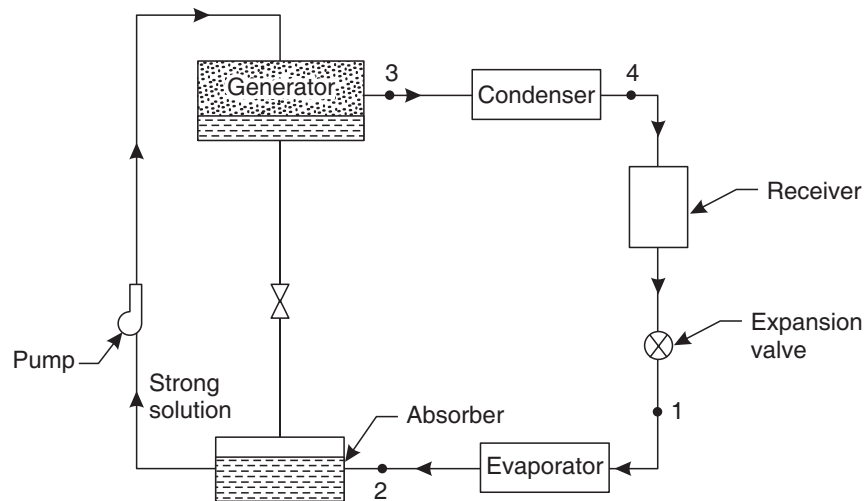 3
4
Generator
Condenser
Receiver
Expansion
valve
Pump
Strong
solution
Absorber
1
Evaporator
2